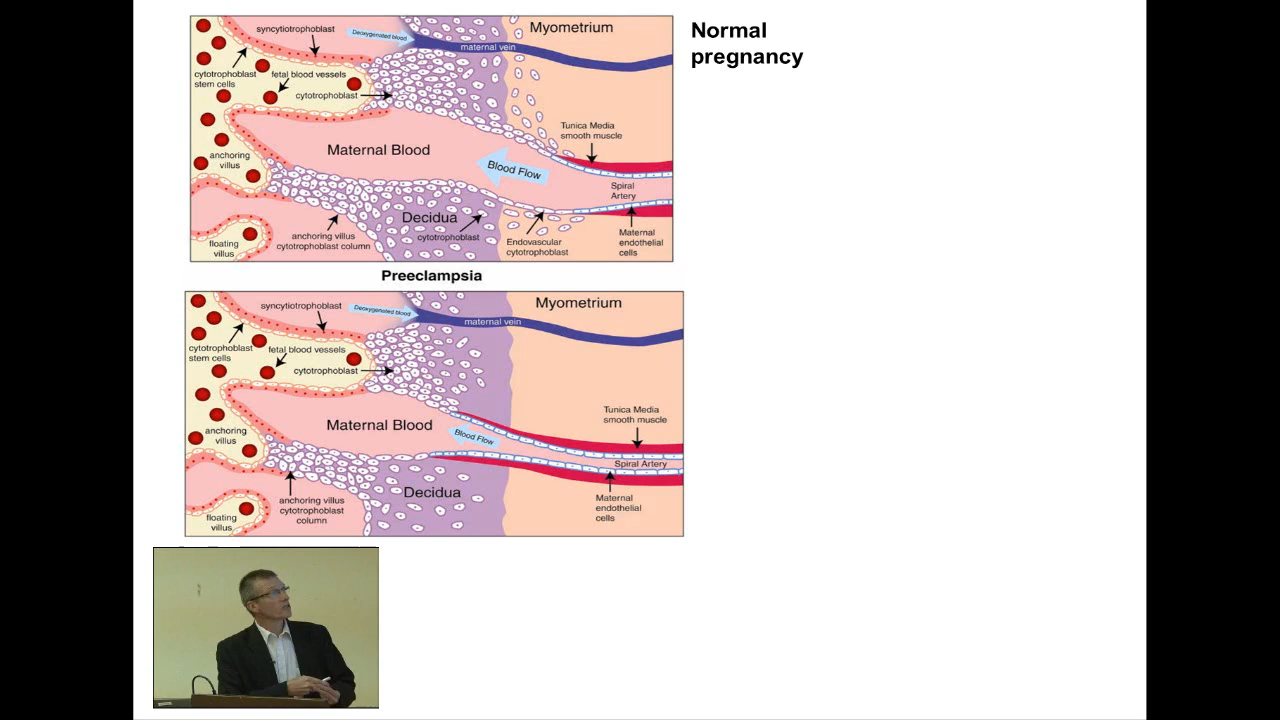 Normal
pregnancy
Myometrium
syncytiotrophoblast
Deoxygenated blood
maternal vein
cytotrophoblast
stem cells
fetal blood vessels
cytotrophoblast
Tunica Media
smooth muscle
Maternal Blood
anchoring
villus
Blood Flow
Spiral
Artery
Decidua
cytotrophoblast
anchoring villus
cytotrophoblast column
floating
villus
Endovascular
cytotrophoblast
Maternal
endothelial
cells
Preeclampsia
Myometrium
syncytiotrophoblast
Deoxygenated blood
maternal vein
cytotrophoblast
stem cells
fetal blood vessels
cytotrophoblast
Tunica Media
smooth muscle
Maternal Blood
anchoring
villus
Blood Flow
Spiral Artery
Decidua
anchoring villus
cytotrophoblast
column
floating
villus
Maternal
endothelial
cells